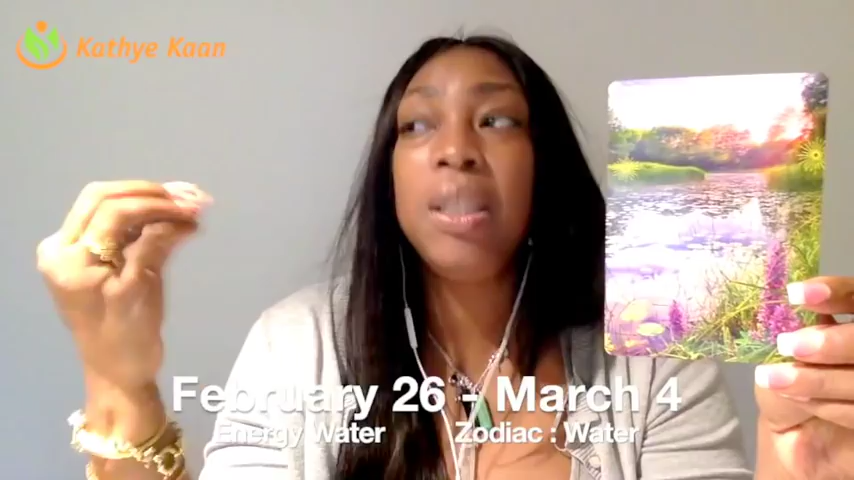 Kathye Kaan
February 26 - March 4
Energy : Water Zodiac : Water